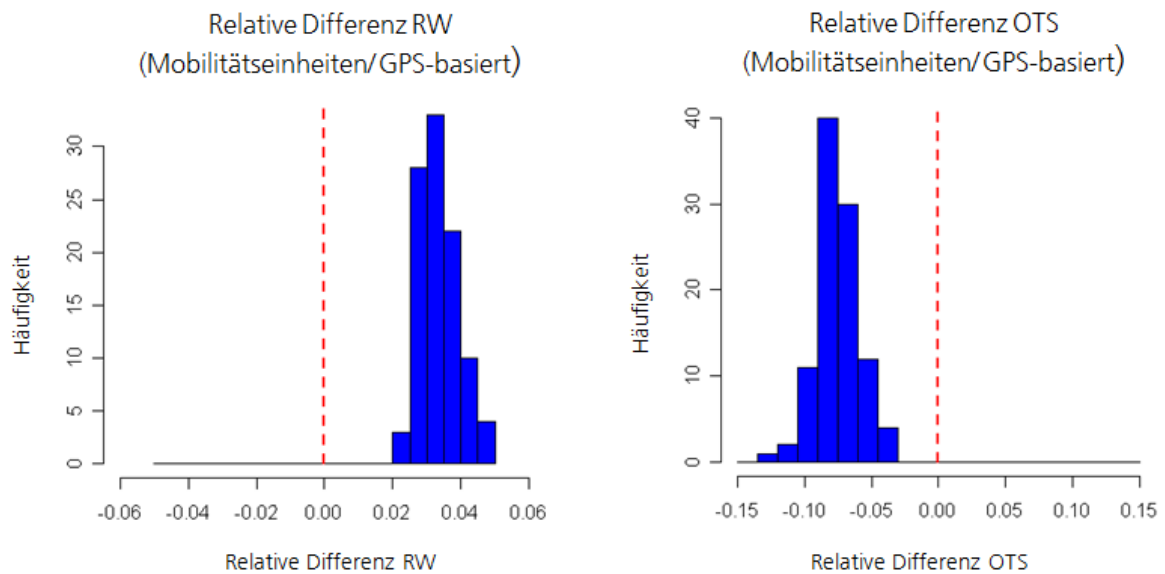 Relative Differenz RW
(Mobilitätseinheiten/GPS-basiert)
Häufigkeit
30
25
20
15
10
5
0
-0.06 -0.04 -0.02 0.00 0.02 0.04 0.06
Relative Differenz RW
Relative Differenz OTS
(Mobilitätseinheiten/GPS-basiert)
Häufigkeit
40
30
20
10
0
-0.15 -0.10 -0.05 0.00 0.05 0.10 0.15
Relative Differenz OTS